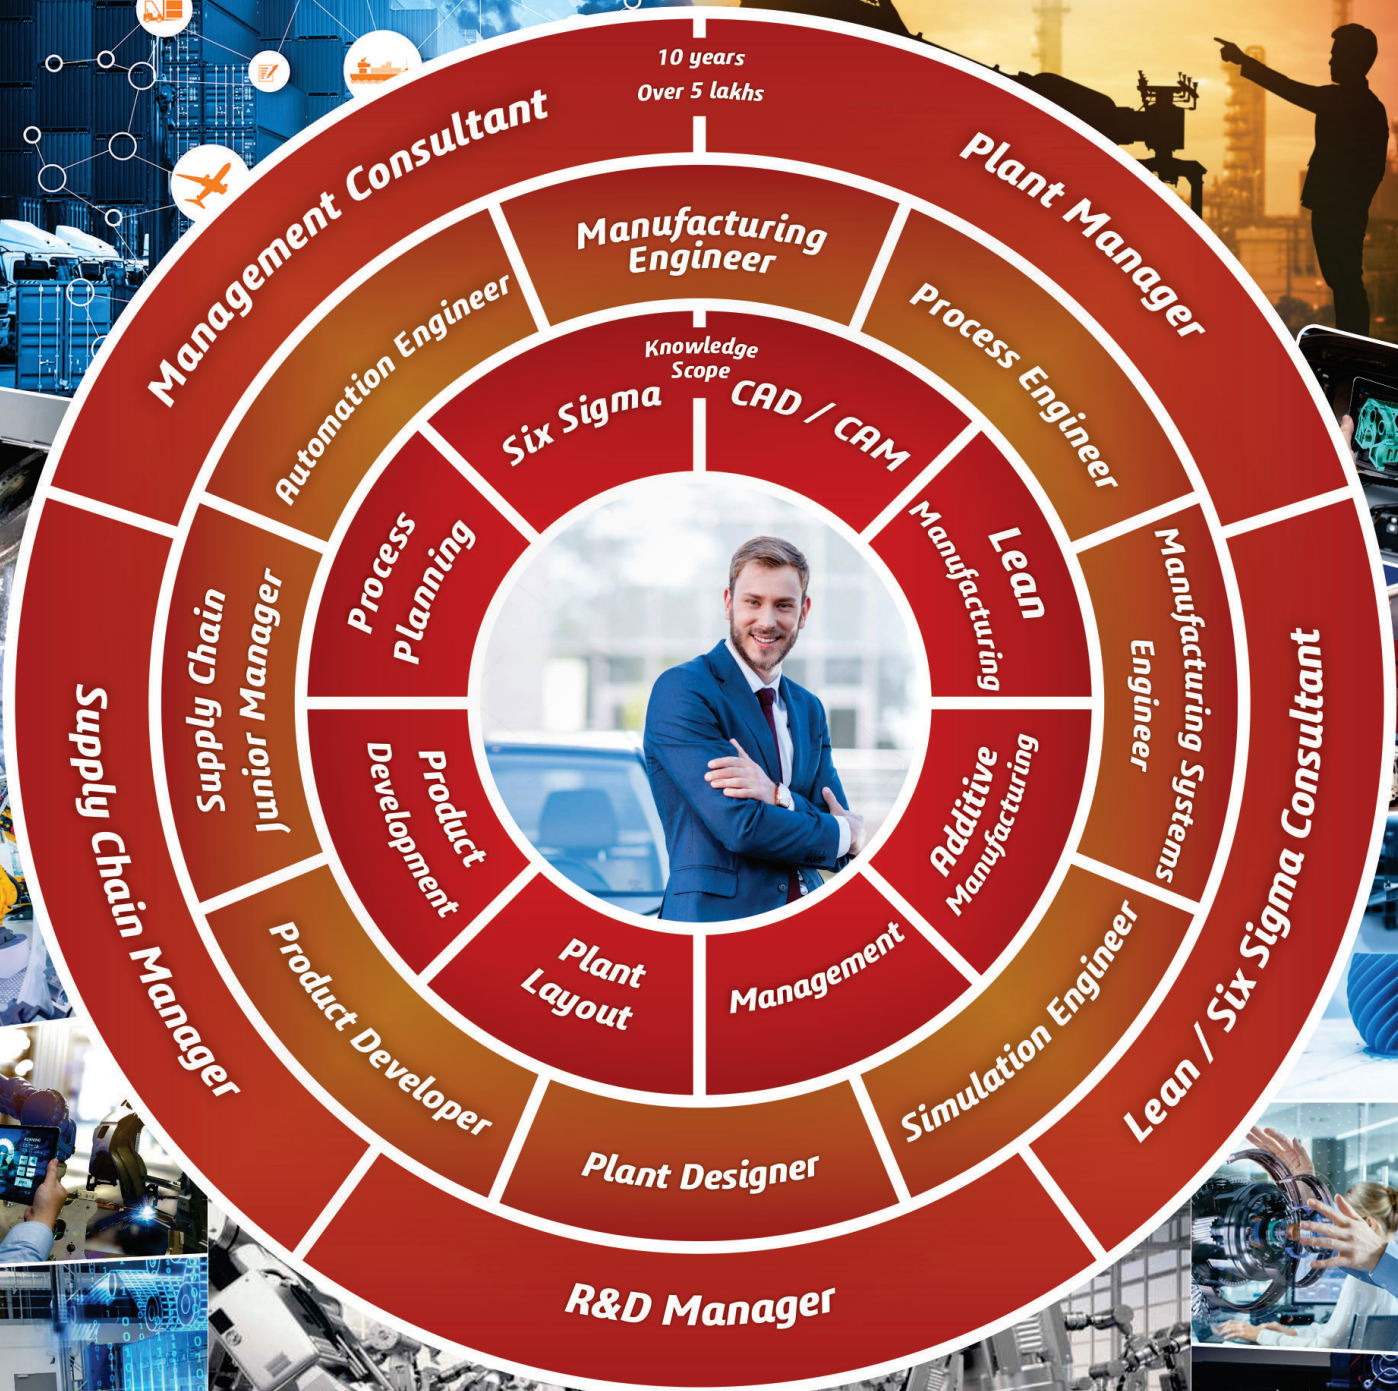 10 years
Over 5 lakhs
Management Consultant
Plant Manager
Lean / Six Sigma Consultant
R&D Manager
Supply Chain Manager
Manufacturing
Engineer
Process Engineer
Manufacturing Systems
Engineer
Simulation Engineer
Plant Designer
Product Developer
Supply Chain
Junior Manager
Automation Engineer
Knowledge
Scope
Six Sigma
CAD / CAM
Lean
Manufacturing
Additive
Manufacturing
Management
Plant
Layout
Product
Development
Process
Planning